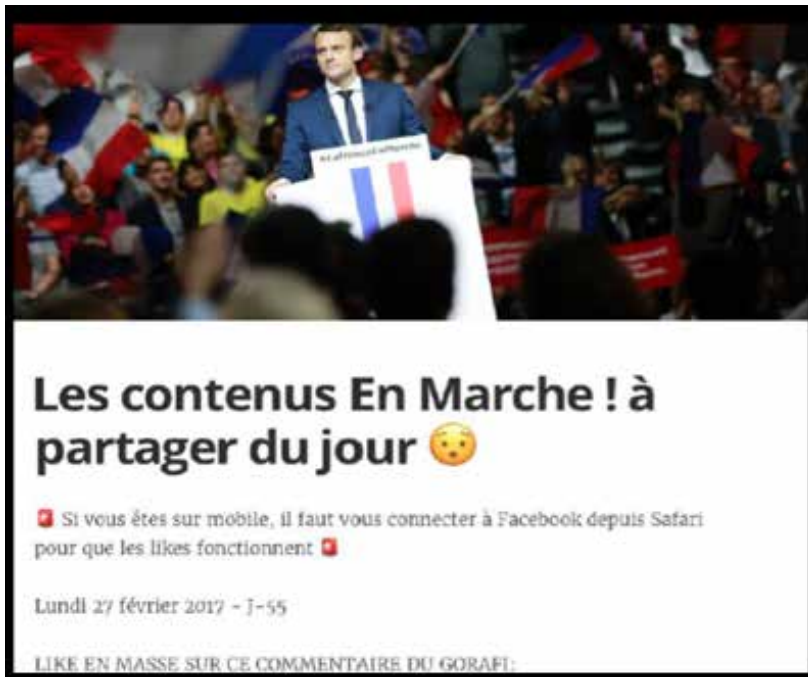 #LaFranceEnMarche
Les contenus En Marche ! à
partager du jour 😯
🚨 Si vous êtes sur mobile, il faut vous connecter à Facebook depuis Safari
pour que les likes fonctionnent 🚨
Lundi 27 février 2017 - J-55
LIKE EN MASSE SUR CE COMMENTAIRE DU GORAFI: